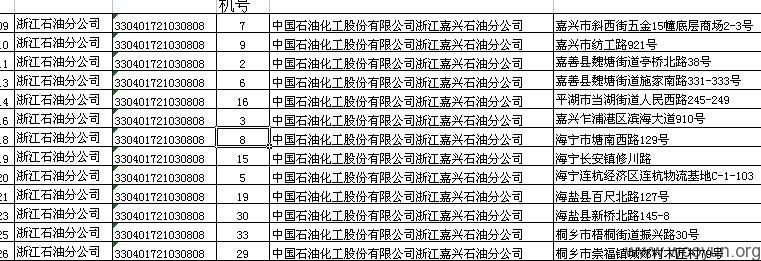 机号
09 浙江石油分公司 330401721030808 7 中国石油化工股份有限公司浙江嘉兴石油分公司 嘉兴市斜西街五金15幢底层商场2-3号
10 浙江石油分公司 330401721030808 9 中国石油化工股份有限公司浙江嘉兴石油分公司 嘉兴市纺工路921号
11 浙江石油分公司 330401721030808 2 中国石油化工股份有限公司浙江嘉兴石油分公司 嘉善县魏塘街道亭桥北路38号
13 浙江石油分公司 330401721030808 6 中国石油化工股份有限公司浙江嘉兴石油分公司 嘉善县魏塘街道施家南路331-333号
14 浙江石油分公司 330401721030808 16 中国石油化工股份有限公司浙江嘉兴石油分公司 平湖市当湖街道人民西路245-249
16 浙江石油分公司 330401721030808 3 中国石油化工股份有限公司浙江嘉兴石油分公司 嘉兴乍浦港区滨海大道910号
18 浙江石油分公司 330401721030808 8 中国石油化工股份有限公司浙江嘉兴石油分公司 海宁市塘南西路129号
19 浙江石油分公司 330401721030808 15 中国石油化工股份有限公司浙江嘉兴石油分公司 海宁长安镇修川路
20 浙江石油分公司 330401721030808 5 中国石油化工股份有限公司浙江嘉兴石油分公司 海宁连杭经济区连杭物流基地C-1-103
21 浙江石油分公司 330401721030808 19 中国石油化工股份有限公司浙江嘉兴石油分公司 海盐县百尺北路127号
23 浙江石油分公司 330401721030808 30 中国石油化工股份有限公司浙江嘉兴石油分公司 海盐县新桥北路145-8
25 浙江石油分公司 330401721030808 33 中国石油化工股份有限公司浙江嘉兴石油分公司 桐乡市梧桐街道振兴路30号
26 浙江石油分公司 330401721030808 29 中国石油化工股份有限公司浙江嘉兴石油分公司 桐乡市崇福镇城郊村
www.wooyun.org